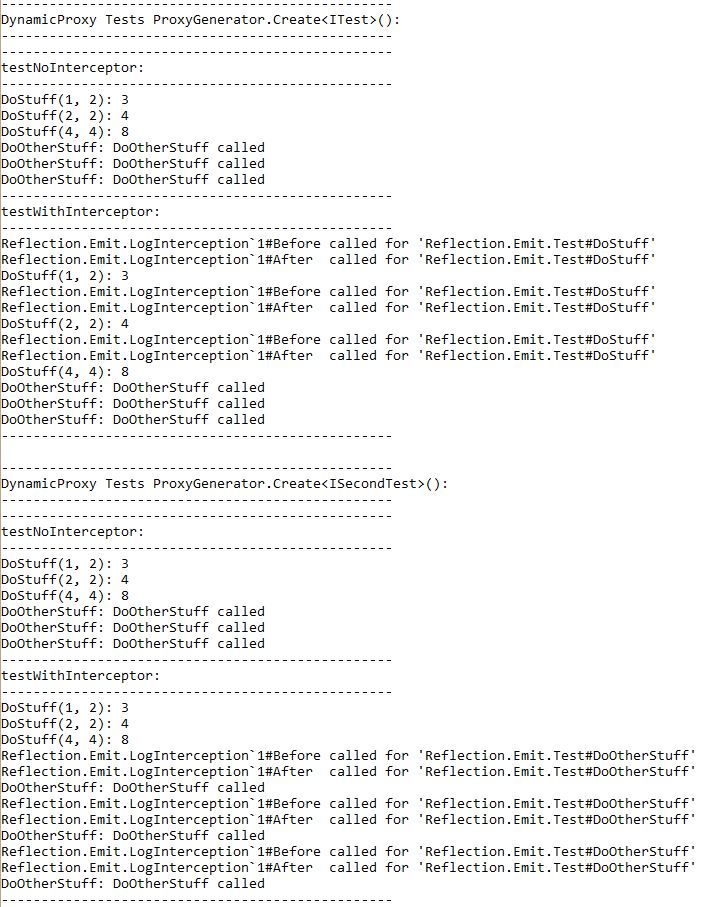 -------------------------------------------------
DynamicProxy Tests ProxyGenerator.Create<ITest>():
-------------------------------------------------
-------------------------------------------------
testNoInterceptor:
-------------------------------------------------
DoStuff(1, 2): 3
DoStuff(2, 2): 4
DoStuff(4, 4): 8
DoOtherStuff: DoOtherStuff called
DoOtherStuff: DoOtherStuff called
DoOtherStuff: DoOtherStuff called
-------------------------------------------------
testWithInterceptor:
-------------------------------------------------
Reflection.Emit.LogInterception`1#Before called for 'Reflection.Emit.Test#DoStuff'
Reflection.Emit.LogInterception`1#After  called for 'Reflection.Emit.Test#DoStuff'
DoStuff(1, 2): 3
Reflection.Emit.LogInterception`1#Before called for 'Reflection.Emit.Test#DoStuff'
Reflection.Emit.LogInterception`1#After  called for 'Reflection.Emit.Test#DoStuff'
DoStuff(2, 2): 4
Reflection.Emit.LogInterception`1#Before called for 'Reflection.Emit.Test#DoStuff'
Reflection.Emit.LogInterception`1#After  called for 'Reflection.Emit.Test#DoStuff'
DoStuff(4, 4): 8
DoOtherStuff: DoOtherStuff called
DoOtherStuff: DoOtherStuff called
DoOtherStuff: DoOtherStuff called
-------------------------------------------------

-------------------------------------------------
DynamicProxy Tests ProxyGenerator.Create<ISecondTest>():
-------------------------------------------------
-------------------------------------------------
testNoInterceptor:
-------------------------------------------------
DoStuff(1, 2): 3
DoStuff(2, 2): 4
DoStuff(4, 4): 8
DoOtherStuff: DoOtherStuff called
DoOtherStuff: DoOtherStuff called
DoOtherStuff: DoOtherStuff called
-------------------------------------------------
testWithInterceptor:
-------------------------------------------------
DoStuff(1, 2): 3
DoStuff(2, 2): 4
DoStuff(4, 4): 8
Reflection.Emit.LogInterception`1#Before called for 'Reflection.Emit.Test#DoOtherStuff'
Reflection.Emit.LogInterception`1#After  called for 'Reflection.Emit.Test#DoOtherStuff'
DoOtherStuff: DoOtherStuff called
Reflection.Emit.LogInterception`1#Before called for 'Reflection.Emit.Test#DoOtherStuff'
Reflection.Emit.LogInterception`1#After  called for 'Reflection.Emit.Test#DoOtherStuff'
DoOtherStuff: DoOtherStuff called
Reflection.Emit.LogInterception`1#Before called for 'Reflection.Emit.Test#DoOtherStuff'
Reflection.Emit.LogInterception`1#After  called for 'Reflection.Emit.Test#DoOtherStuff'
DoOtherStuff: DoOtherStuff called
-------------------------------------------------